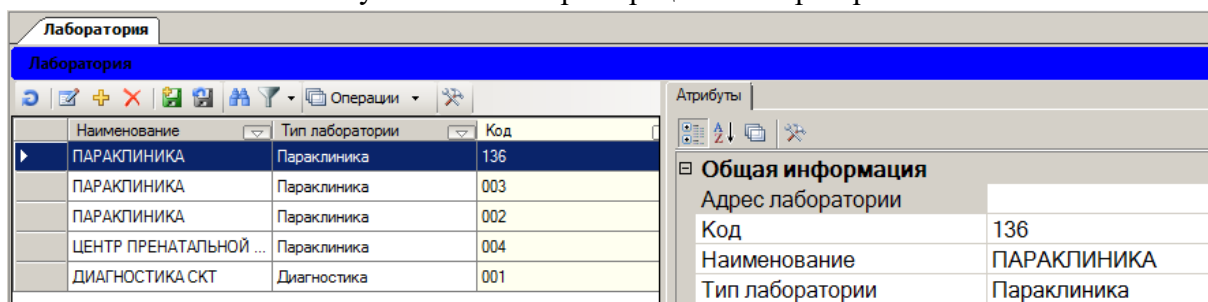 Лаборатория
Лаборатория
Операции
Наименование Тип лаборатории Код
ПАРАКЛИНИКА Параклиника 136
ПАРАКЛИНИКА Параклиника 003
ПАРАКЛИНИКА Параклиника 002
ЦЕНТР ПРЕНАТАЛЬНОЙ ... Параклиника 004
ДИАГНОСТИКА СКТ Диагностика 001
Атрибуты
Общая информация
Адрес лаборатории
Код 136
Наименование ПАРАКЛИНИКА
Тип лаборатории Параклиника